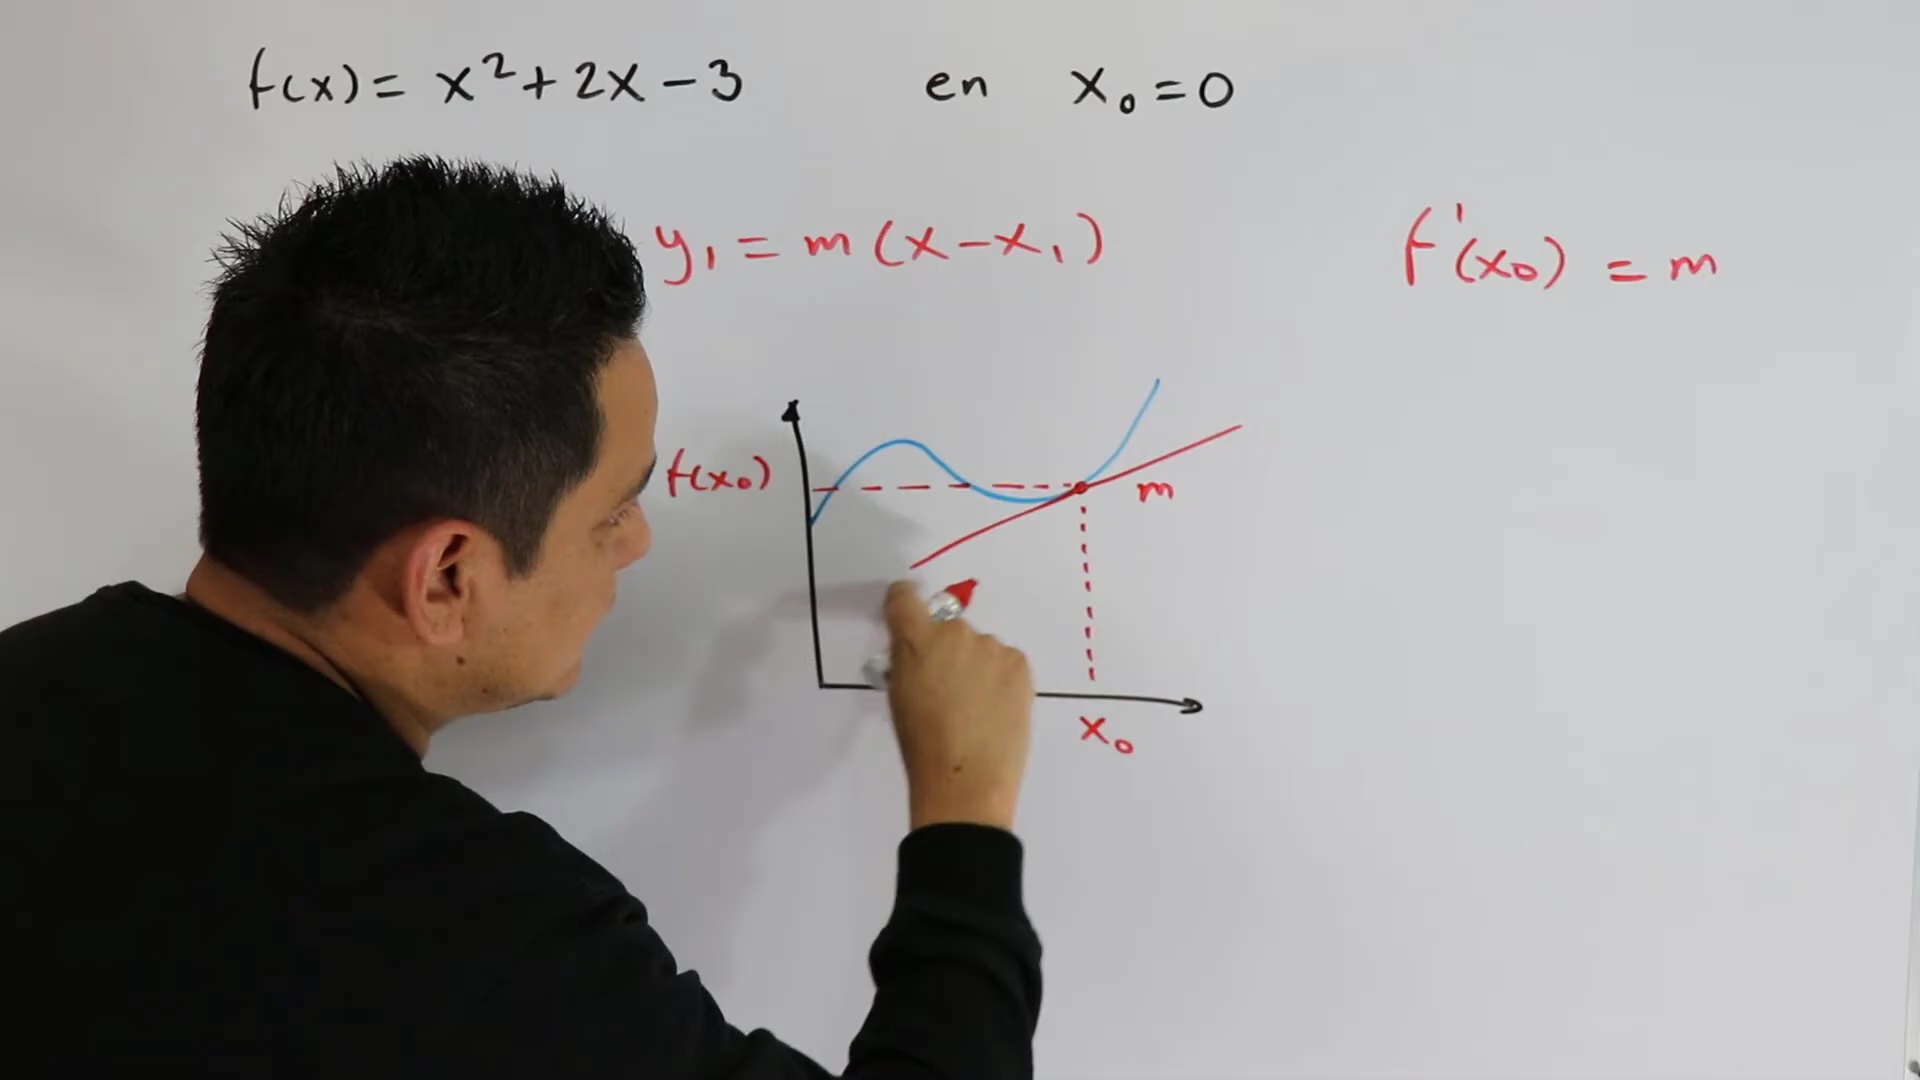 f(x) = x² + 2x - 3 en x₀ = 0
y₁ = m (x - x₁) f'(x₀) = m
f(x₀)
m
x₀